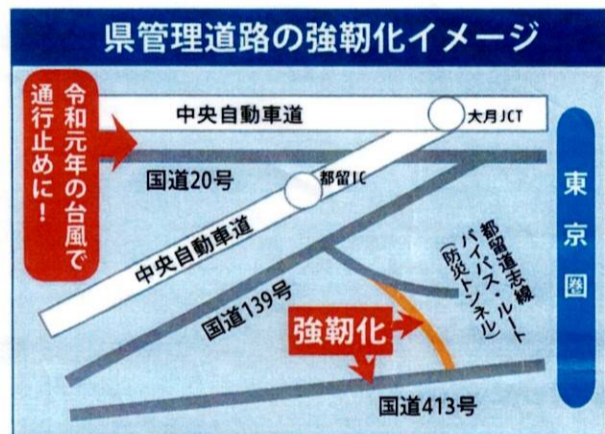 県管理道路の強靭化イメージ
令和元年の台風で
通行止めに!
中央自動車道
大月JCT
国道20号
都留IC
中央自動車道
国道139号
東京圏
都留道志線
バイパス・ルート
(防災トンネル)
強靭化
国道413号